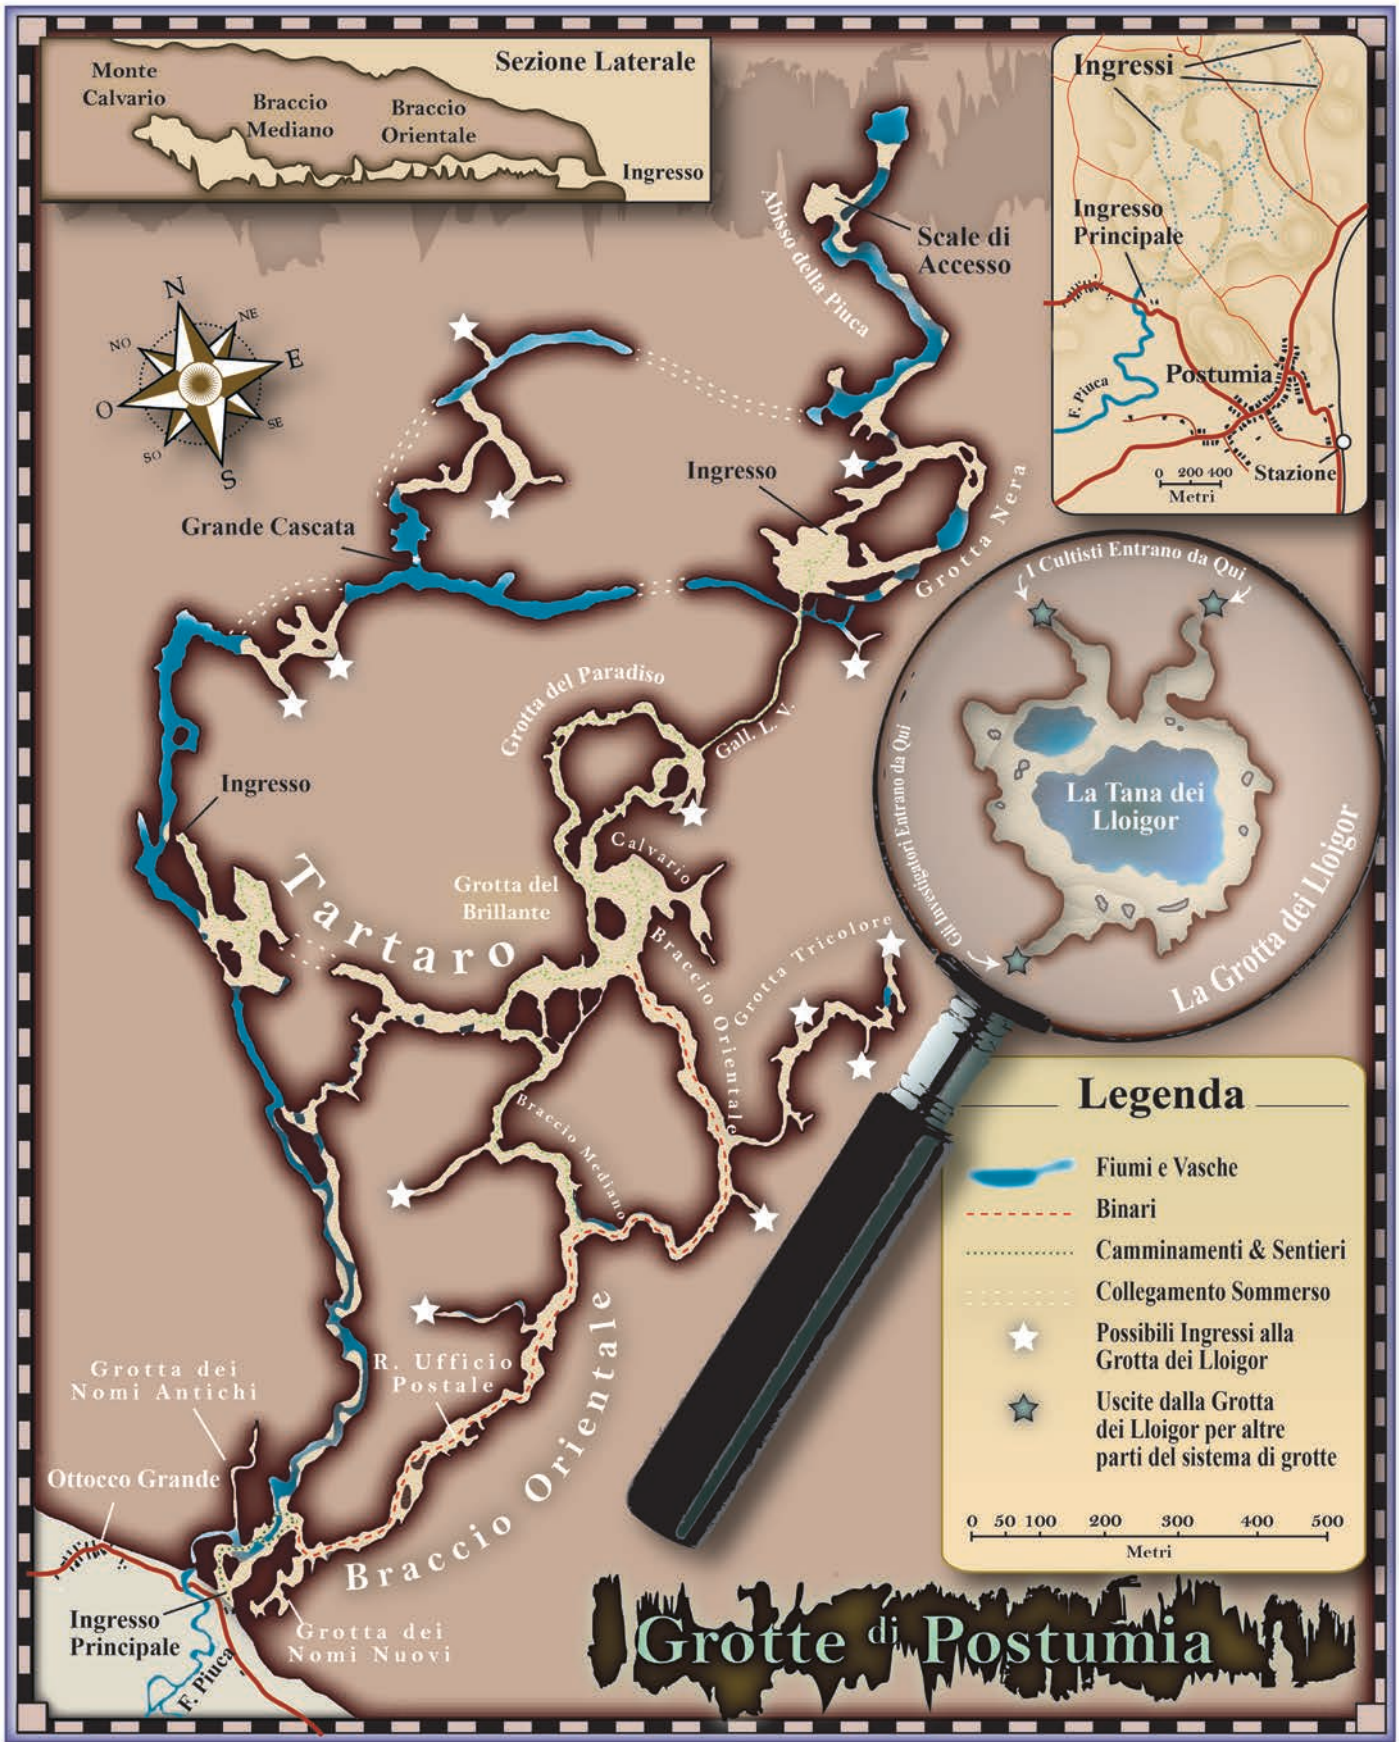 Sezione Laterale
Monte
Calvario
Braccio
Mediano
Braccio
Orientale
Ingresso
Ingressi
Ingresso
Principale
F. Piuca
Postumia
0 200 400
Metri
Stazione
N
NE
E
SE
S
SO
O
NO
Abisso della Piuca
Scale di
Accesso
Ingresso
Grotta Nera
Grande Cascata
Grotta del Paradiso
Gall. L. V.
Ingresso
Tartaro
Calvario
Grotta del
Brillante
Braccio Orientale
Grotta Tricolore
Braccio Mediano
R. Ufficio
Postale
Braccio Orientale
Grotta dei
Nomi Antichi
Ottocco Grande
Ingresso
Principale
F. Piuca
Grotta dei
Nomi Nuovi
I Cultisti Entrano da Qui
Gli Investigatori Entrano da Qui
La Tana dei
Lloigor
La Grotta dei Lloigor
Legenda
Fiumi e Vasche
Binari
Camminamenti & Sentieri
Collegamento Sommerso
Possibili Ingressi alla
Grotta dei Lloigor
Uscite dalla Grotta
dei Lloigor per altre
parti del sistema di grotte
0 50 100 200 300 400 500
Metri
Grotte di Postumia